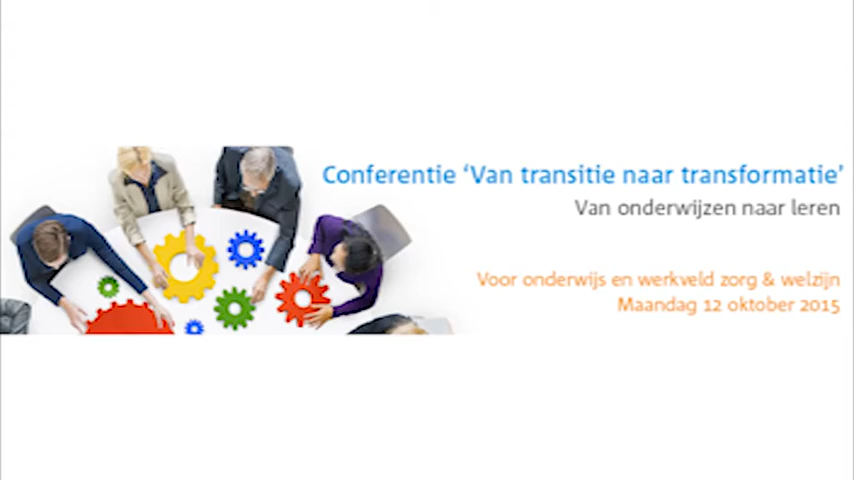 Conferentie ‘Van transitie naar transformatie’
Van onderwijzen naar leren
Voor onderwijs en werkveld zorg & welzijn
Maandag 12 oktober 2015